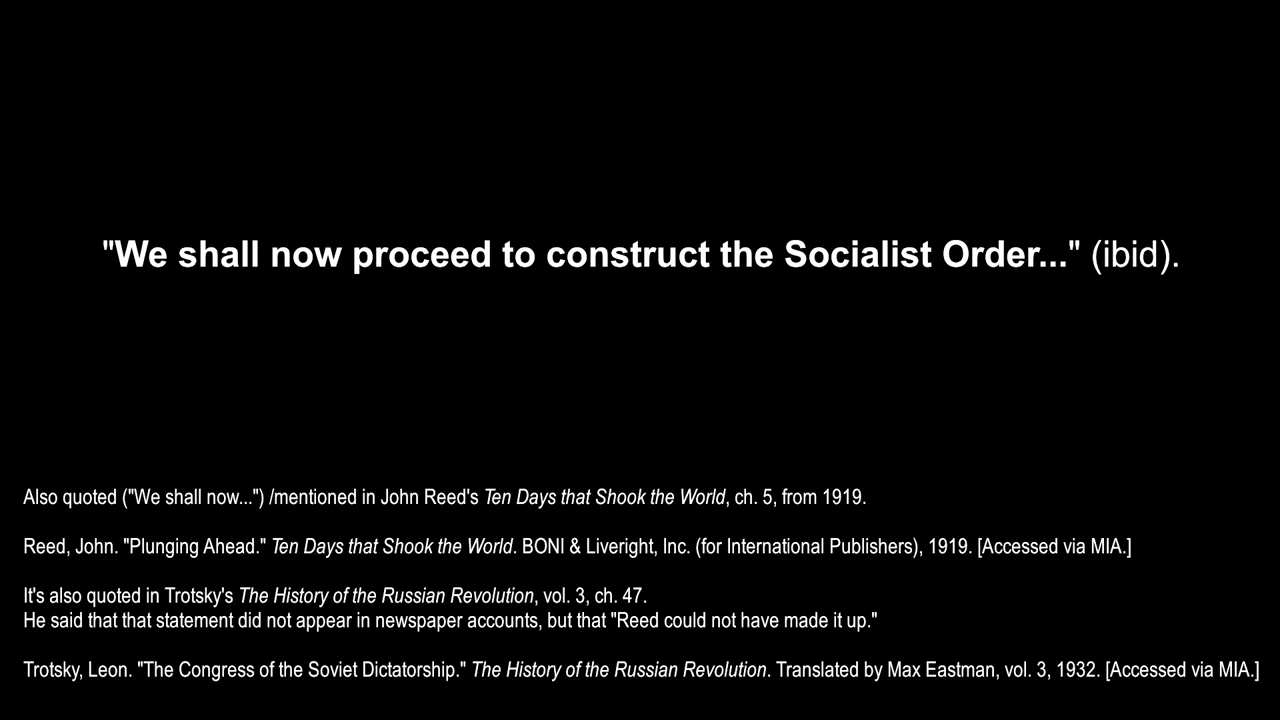 "We shall now proceed to construct the Socialist Order..." (ibid).
Also quoted ("We shall now...") /mentioned in John Reed's Ten Days that Shook the World, ch. 5, from 1919.
Reed, John. "Plunging Ahead." Ten Days that Shook the World. BONI & Liveright, Inc. (for International Publishers), 1919. [Accessed via MIA.]
It's also quoted in Trotsky's The History of the Russian Revolution, vol. 3, ch. 47.
He said that that statement did not appear in newspaper accounts, but that "Reed could not have made it up."
Trotsky, Leon. "The Congress of the Soviet Dictatorship." The History of the Russian Revolution. Translated by Max Eastman, vol. 3, 1932. [Accessed via MIA.]